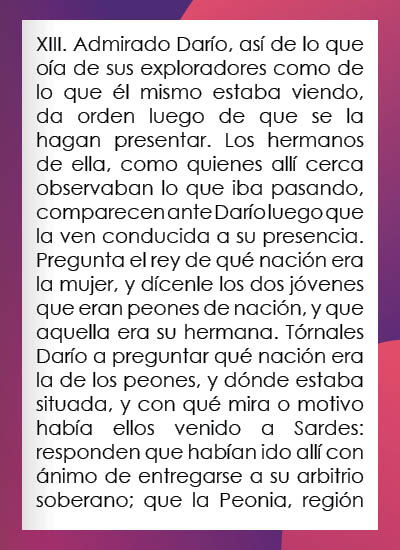 XIII. Admirado Darío, así de lo que
oía de sus exploradores como de
lo que él mismo estaba viendo,
da orden luego de que se la
hagan presentar. Los hermanos
de ella, como quienes allí cerca
observaban lo que iba pasando,
comparecen ante Darío luego que
la ven conducida a su presencia.
Pregunta el rey de qué nación era
la mujer, y dícenle los dos jóvenes
que eran peones de nación, y que
aquella era su hermana. Tórnales
Darío a preguntar qué nación era
la de los peones, y dónde estaba
situada, y con qué mira o motivo
había ellos venido a Sardes:
responden que habían ido allí con
ánimo de entregarse a su arbitrio
soberano; que la Peonia, región